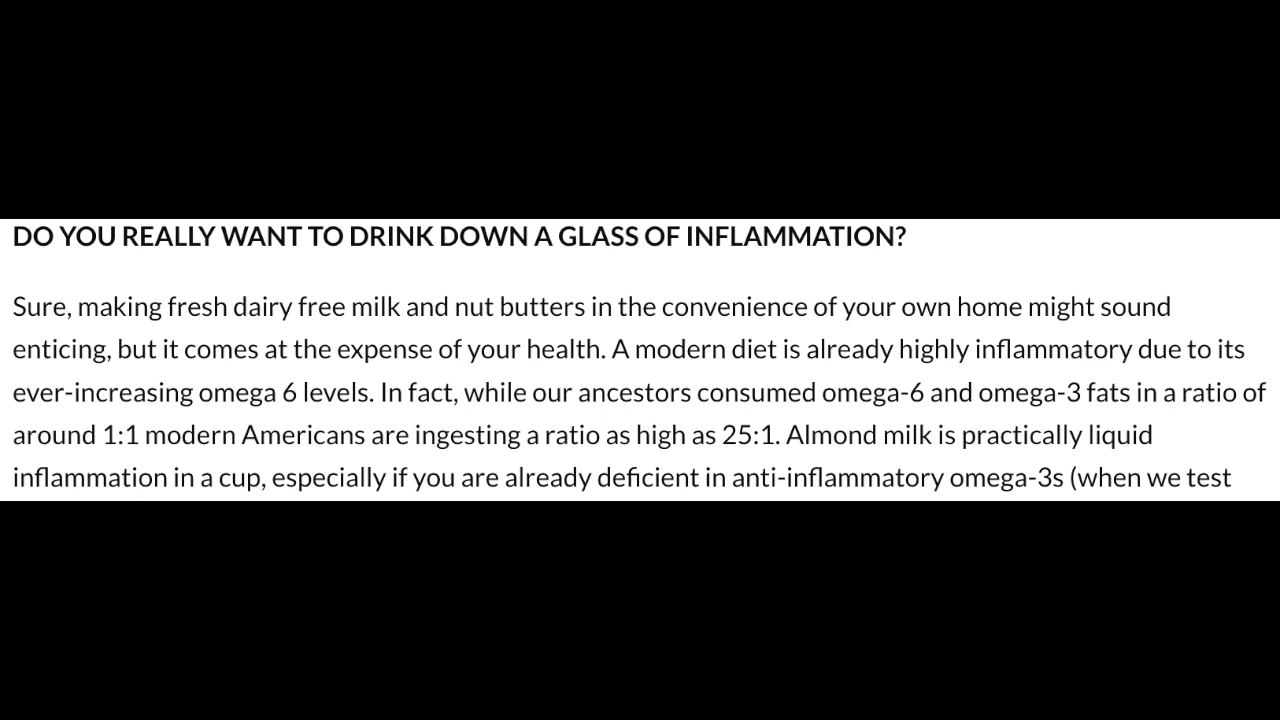 DO YOU REALLY WANT TO DRINK DOWN A GLASS OF INFLAMMATION?
Sure, making fresh dairy free milk and nut butters in the convenience of your own home might sound
enticing, but it comes at the expense of your health. A modern diet is already highly inflammatory due to its
ever-increasing omega 6 levels. In fact, while our ancestors consumed omega-6 and omega-3 fats in a ratio of
around 1:1 modern Americans are ingesting a ratio as high as 25:1. Almond milk is practically liquid
inflammation in a cup, especially if you are already deficient in anti-inflammatory omega-3s (when we test